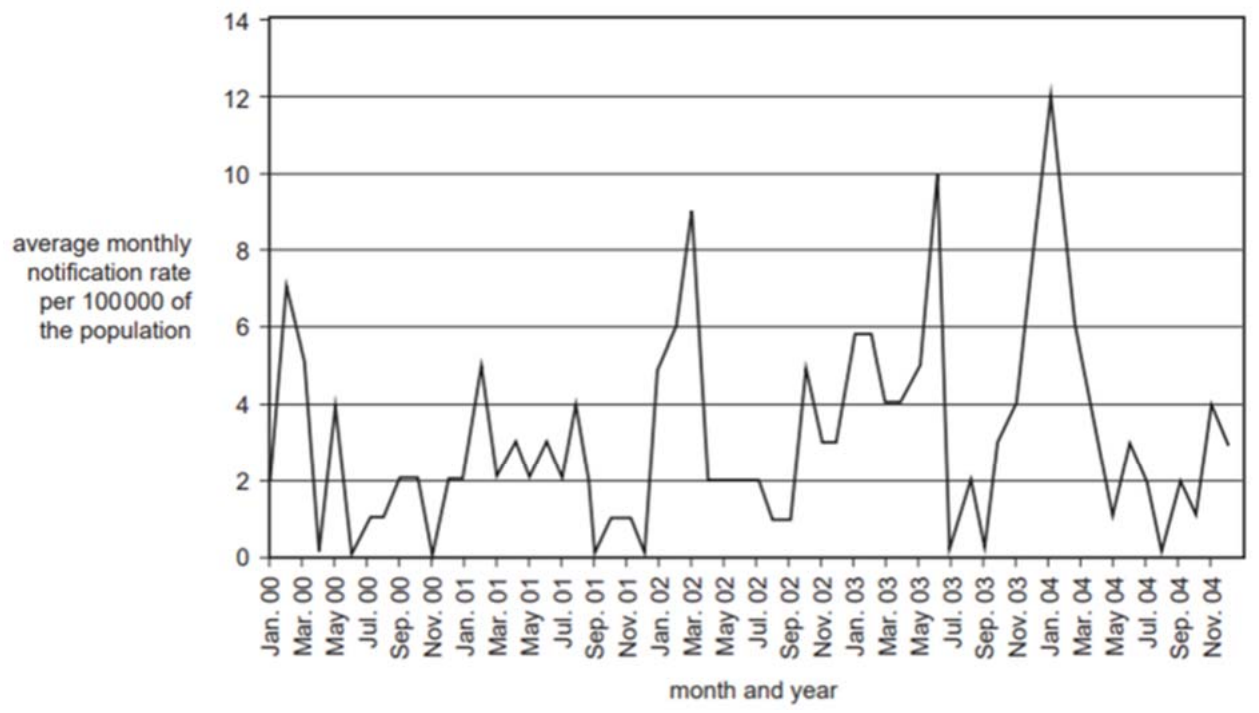 14
12
10
8
6
4
2
0
average monthly
notification rate
per 100000 of
the population
Jan. 00
Mar. 00
May 00
Jul. 00
Sep. 00
Nov. 00
Jan. 01
Mar. 01
May 01
Jul. 01
Sep. 01
Nov. 01
Jan. 02
Mar. 02
May 02
Jul. 02
Sep. 02
Nov. 02
Jan. 03
Mar. 03
May 03
Jul. 03
Sep. 03
Nov. 03
Jan. 04
Mar. 04
May 04
Jul. 04
Sep. 04
Nov. 04
month and year